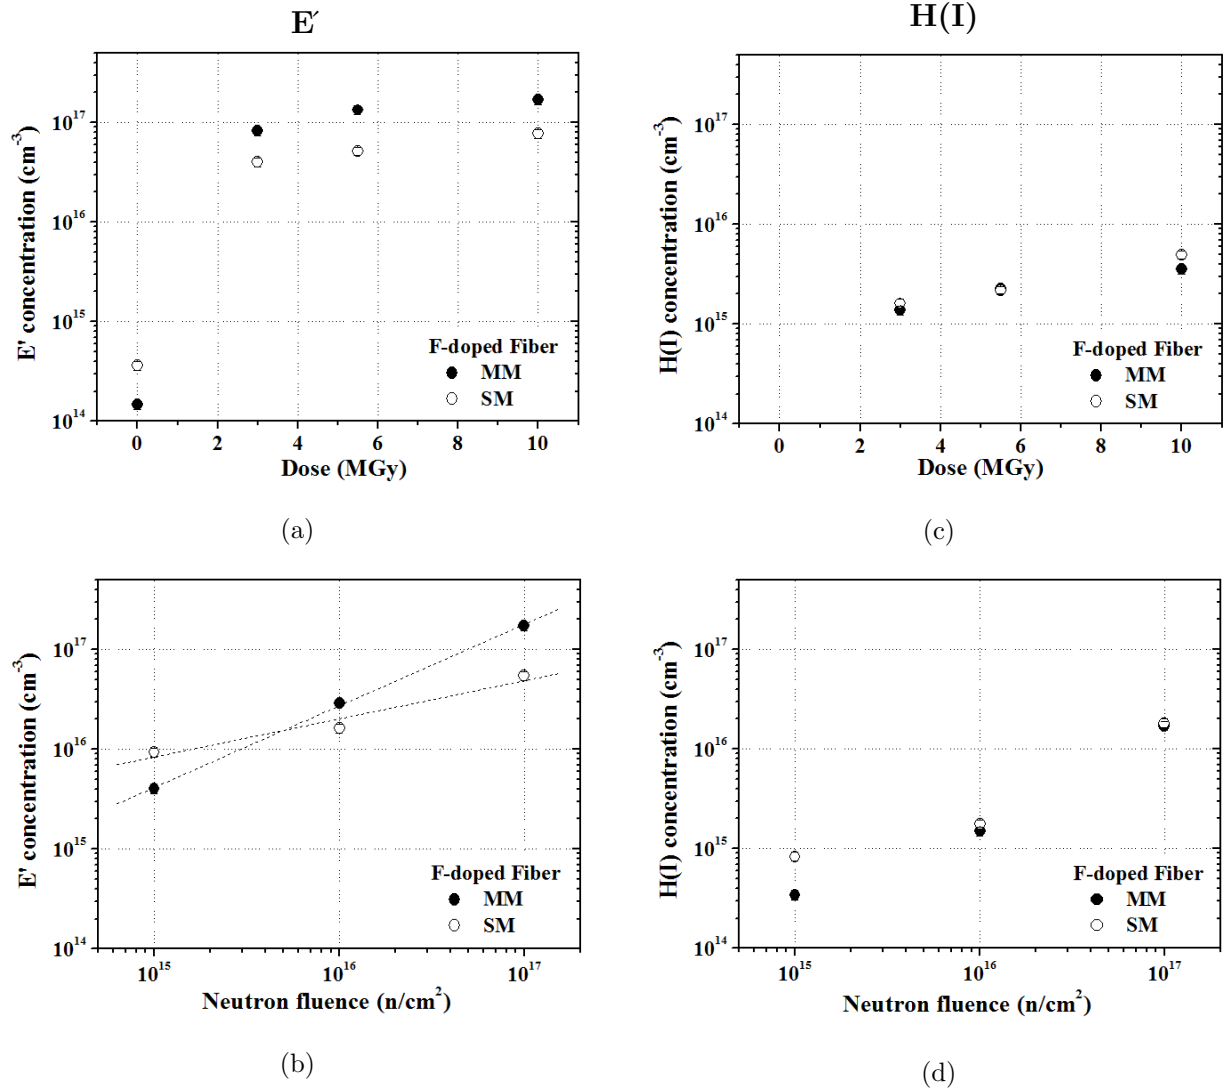 E′
H(I)
10^17
10^16
10^15
10^14
E' concentration (cm^-3)
F-doped Fiber
MM
SM
0 2 4 6 8 10
Dose (MGy)
(a)
10^17
10^16
10^15
10^14
H(I) concentration (cm^-3)
F-doped Fiber
MM
SM
0 2 4 6 8 10
Dose (MGy)
(c)
10^17
10^16
10^15
10^14
E' concentration (cm^-3)
F-doped Fiber
MM
SM
10^15 10^16 10^17
Neutron fluence (n/cm^2)
(b)
10^17
10^16
10^15
10^14
H(I) concentration (cm^-3)
F-doped Fiber
MM
SM
10^15 10^16 10^17
Neutron fluence (n/cm^2)
(d)